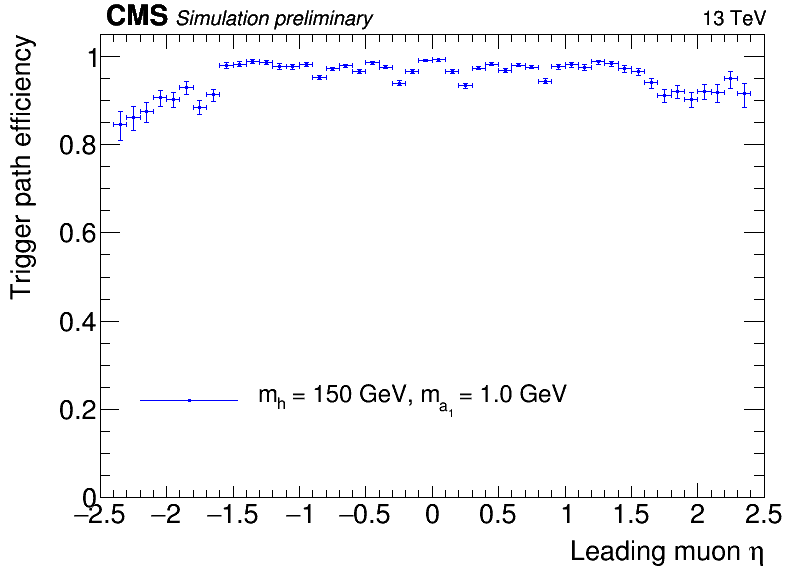 CMS Simulation preliminary 13 TeV
Trigger path efficiency
1
0.8
0.6
0.4
0.2
0
m_h = 150 GeV, m_a_1 = 1.0 GeV
−2.5 −2 −1.5 −1 −0.5 0 0.5 1 1.5 2 2.5
Leading muon η